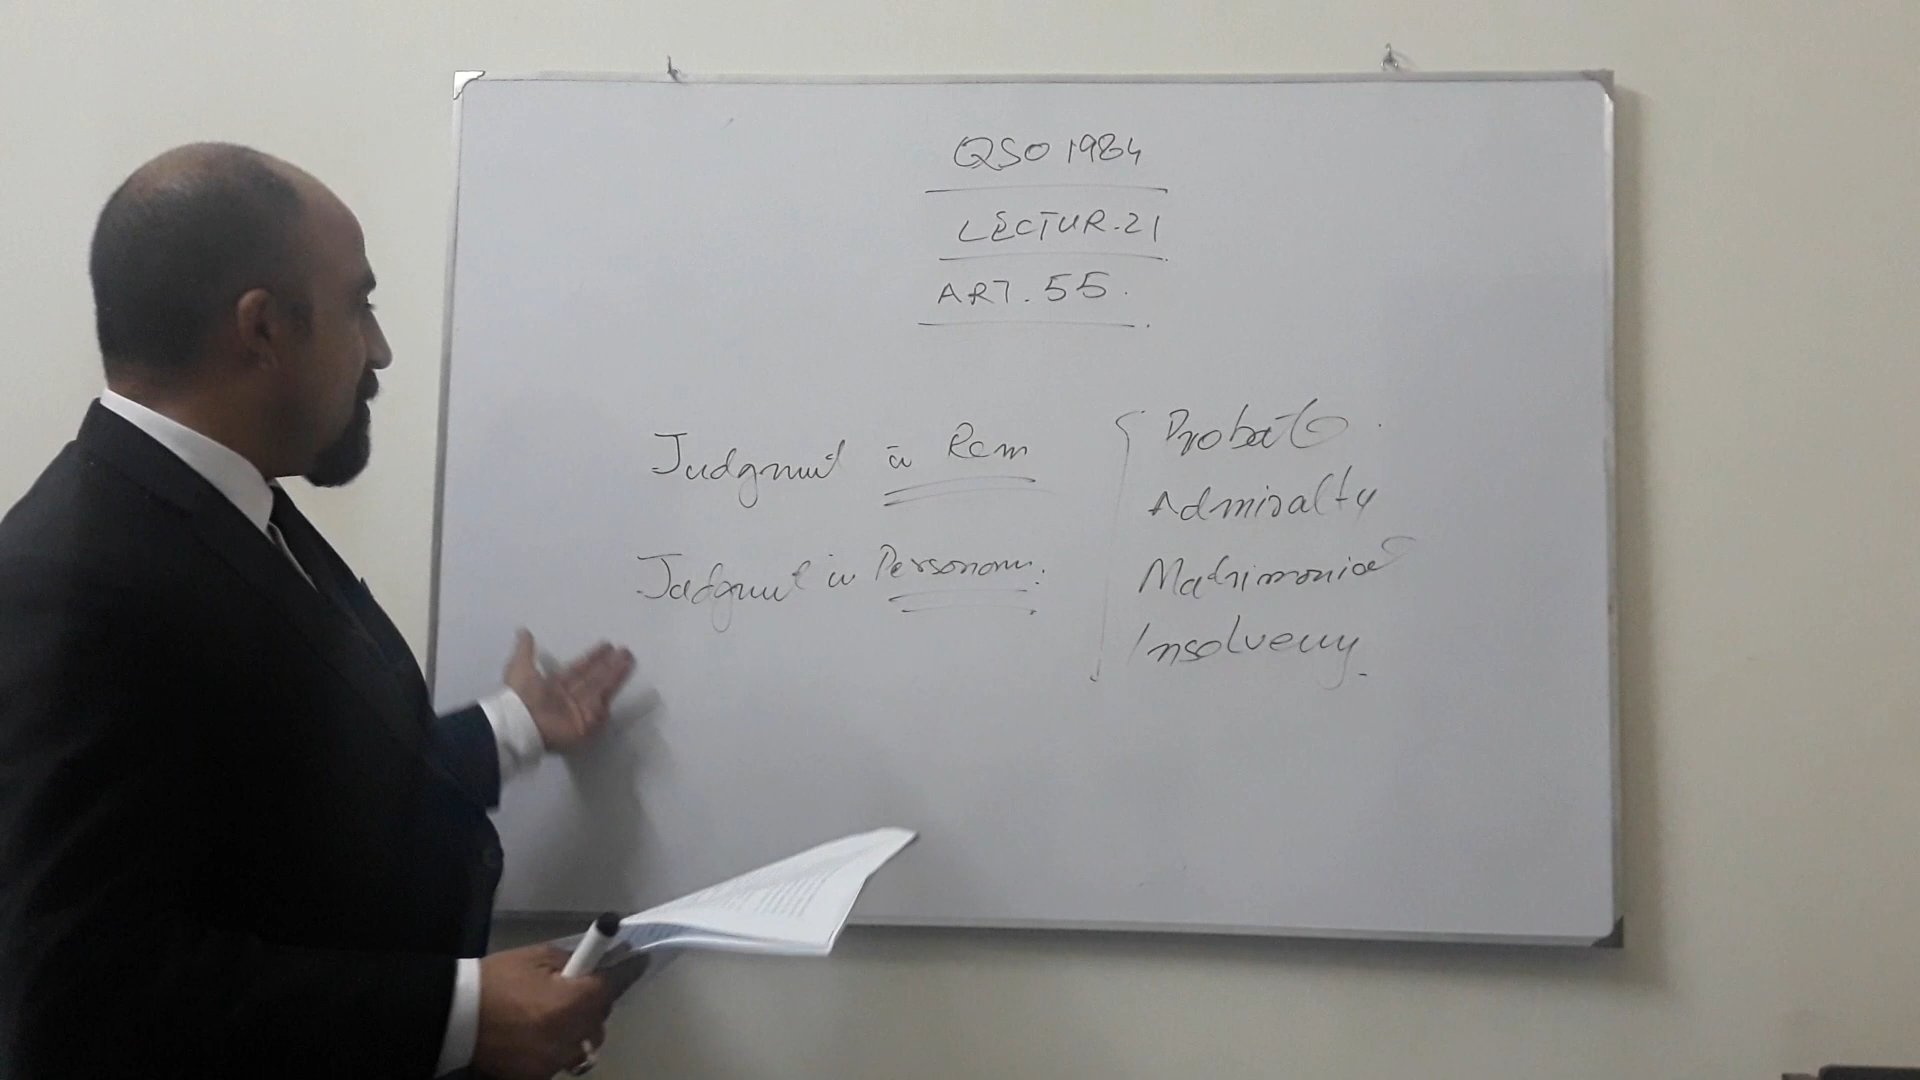 QSO 1984
LECTUR-21
ART. 55.
Judgment in Rem
Judgment in Personam.
Probate
Admiralty
Matrimonial
Insolvency